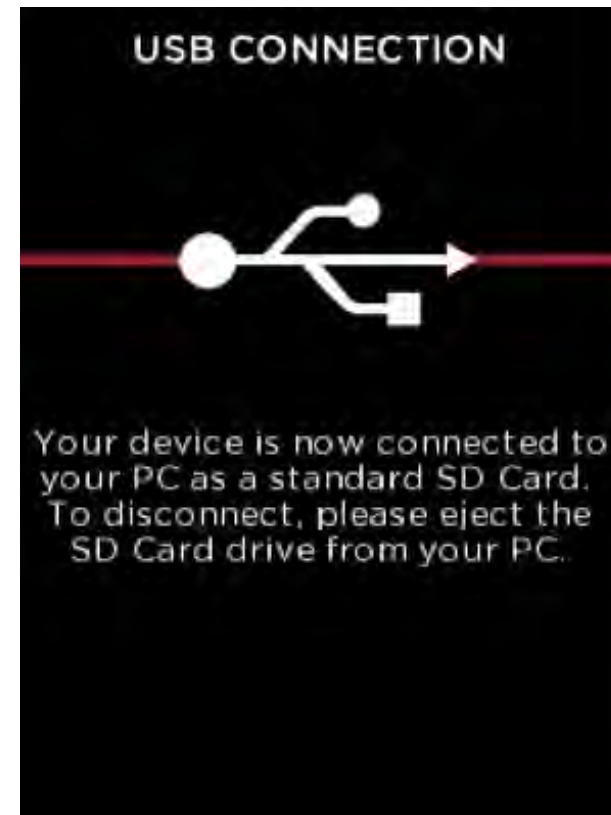 USB CONNECTION
Your device is now connected to
your PC as a standard SD Card.
To disconnect, please eject the
SD Card drive from your PC.